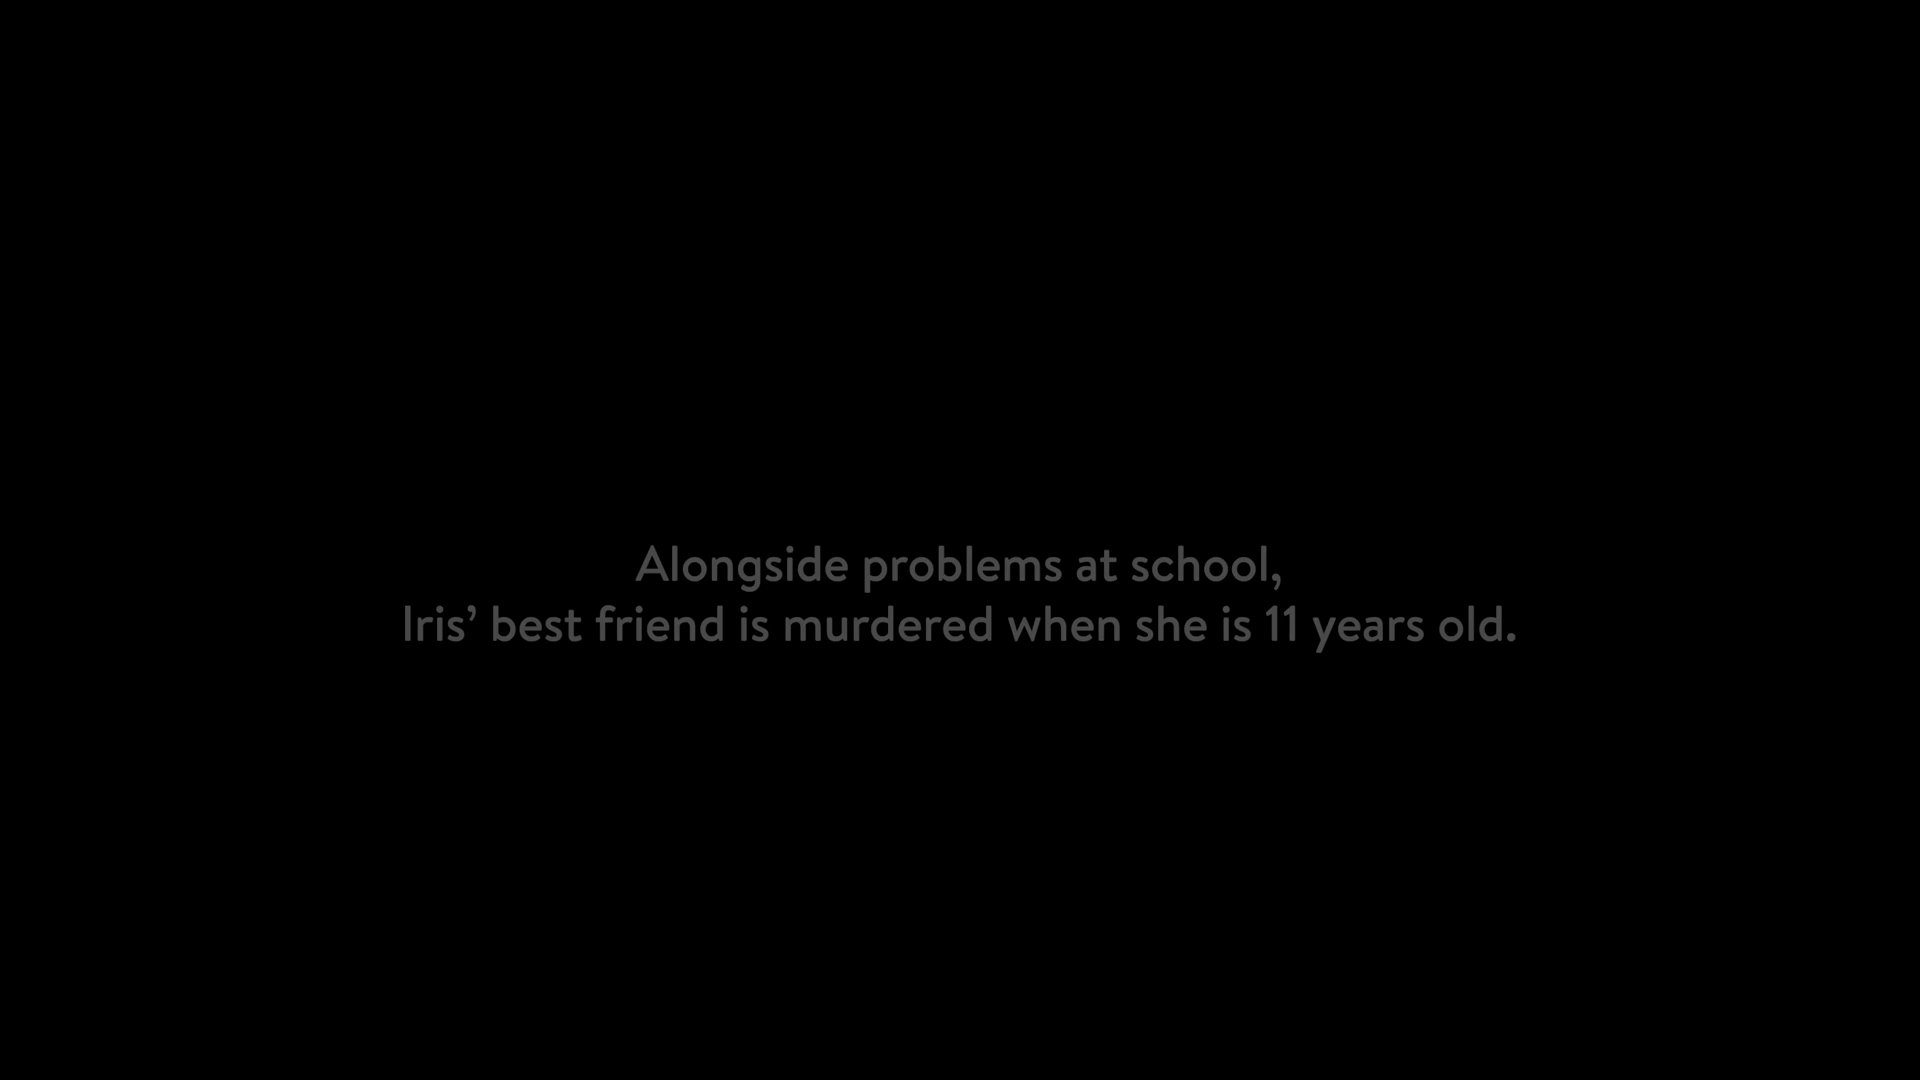 Alongside problems at school,
Iris’ best friend is murdered when she is 11 years old.